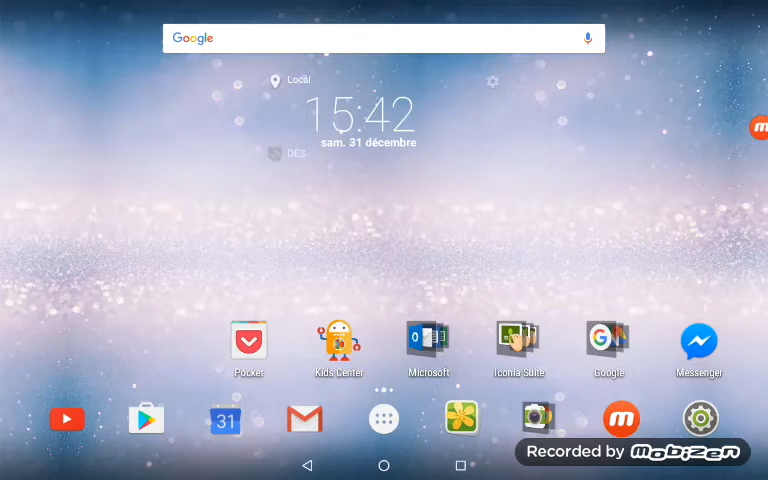 Google
Local
15:42
sam. 31 décembre
DÉS.
Pocket
Kids Center
Microsoft
Iconia Suite
Google
Messenger
31
Recorded by mobizen